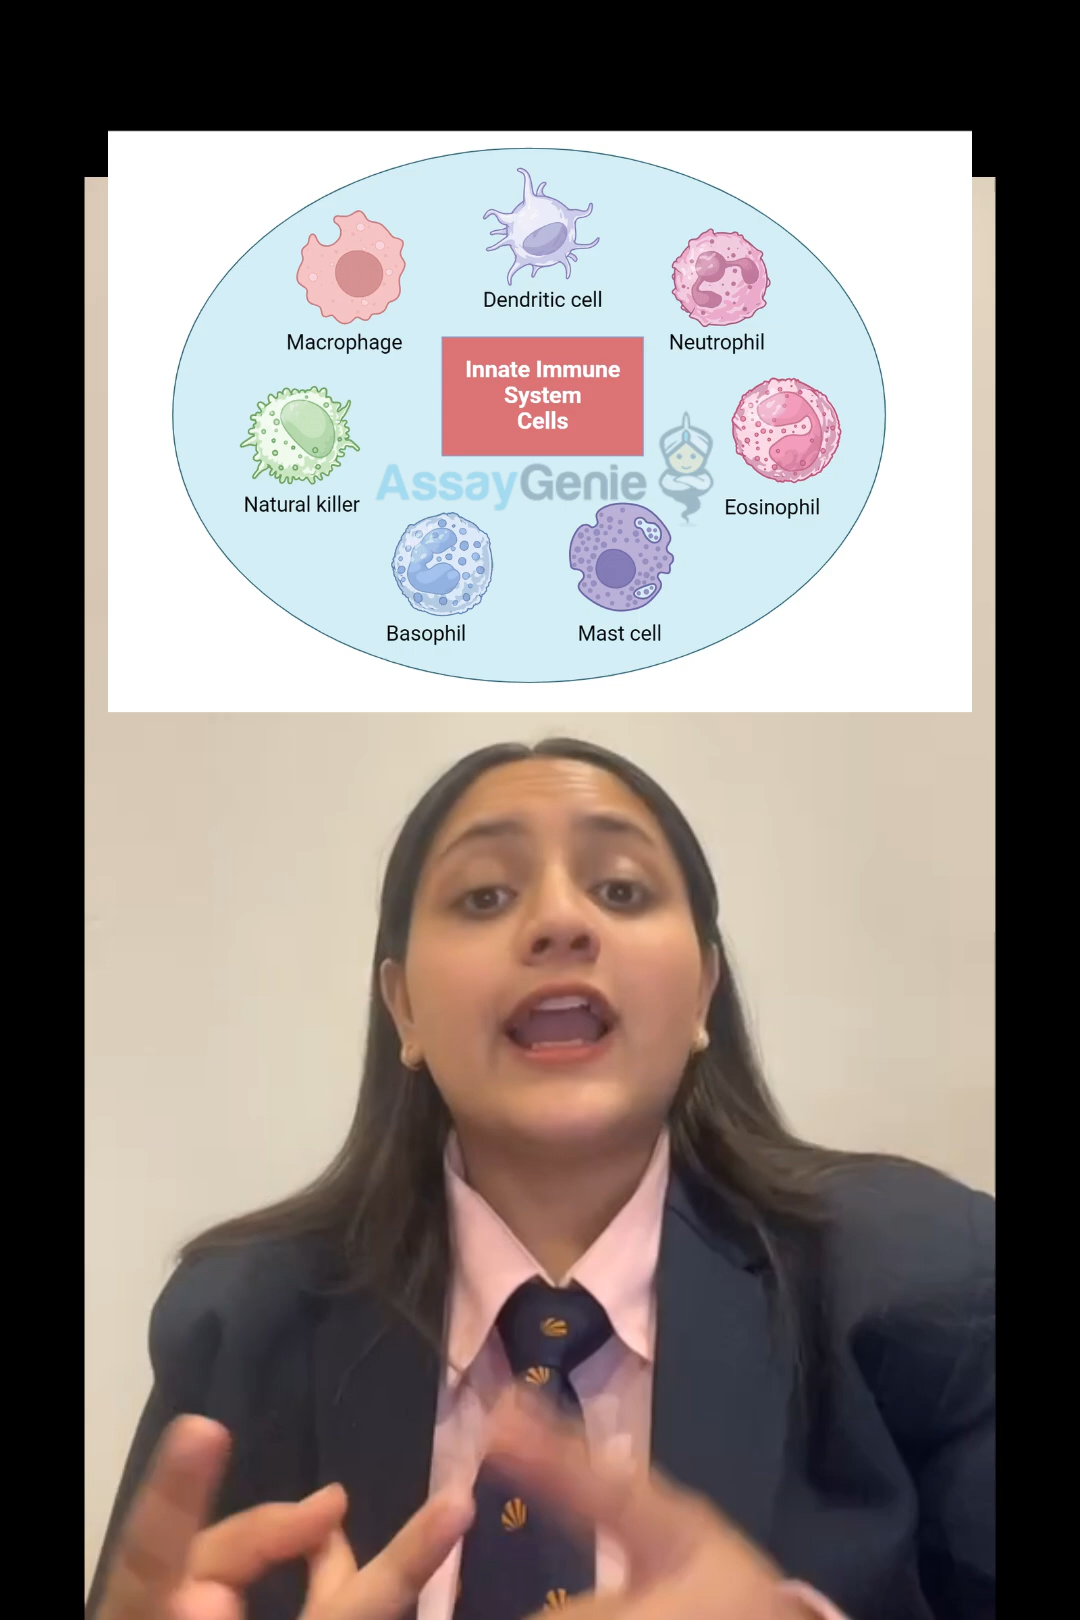 Dendritic cell
Macrophage
Neutrophil
Innate Immune
System
Cells
AssayGenie
Natural killer
Eosinophil
Basophil
Mast cell